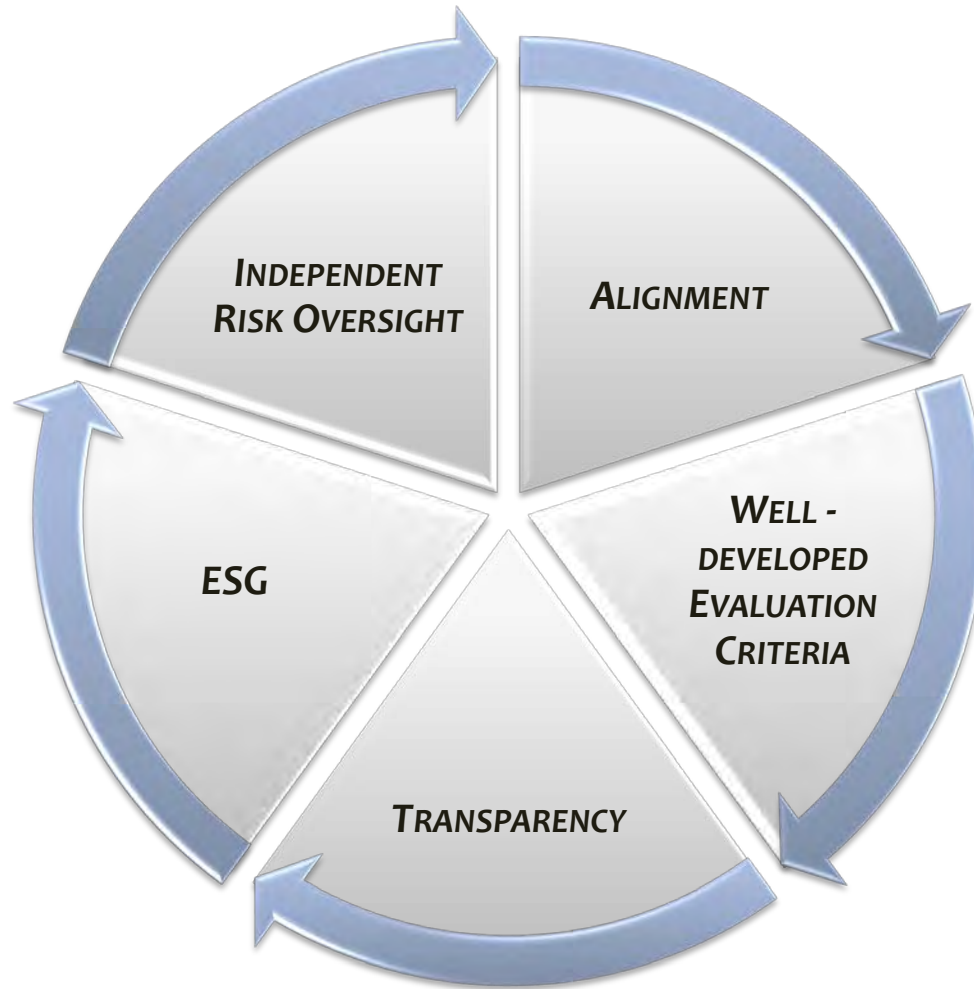 INDEPENDENT
RISK OVERSIGHT
ALIGNMENT
WELL -
DEVELOPED
EVALUATION
CRITERIA
TRANSPARENCY
ESG